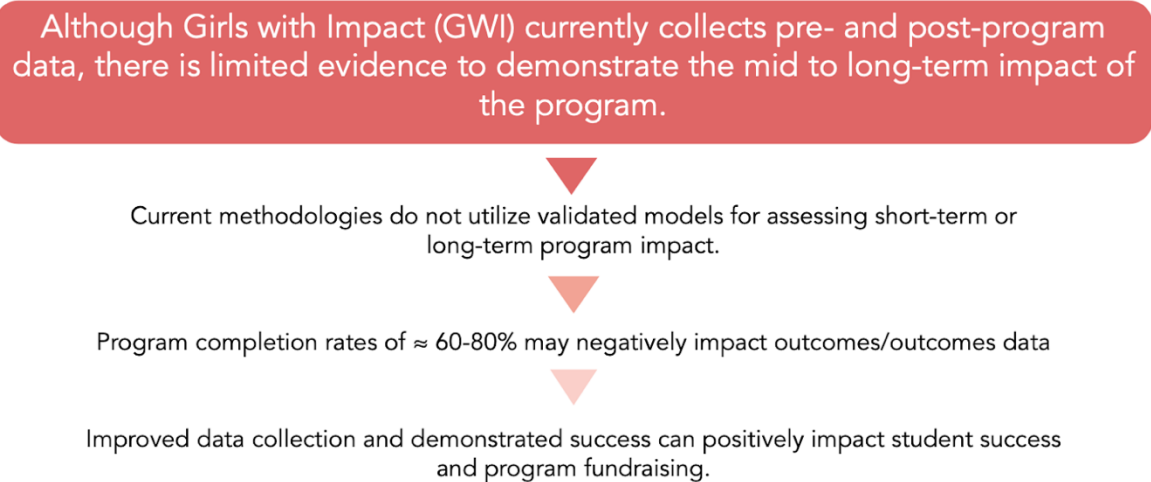 Although Girls with Impact (GWI) currently collects pre- and post-program
data, there is limited evidence to demonstrate the mid to long-term impact of
the program.
Current methodologies do not utilize validated models for assessing short-term or
long-term program impact.
Program completion rates of ≈ 60-80% may negatively impact outcomes/outcomes data
Improved data collection and demonstrated success can positively impact student success
and program fundraising.